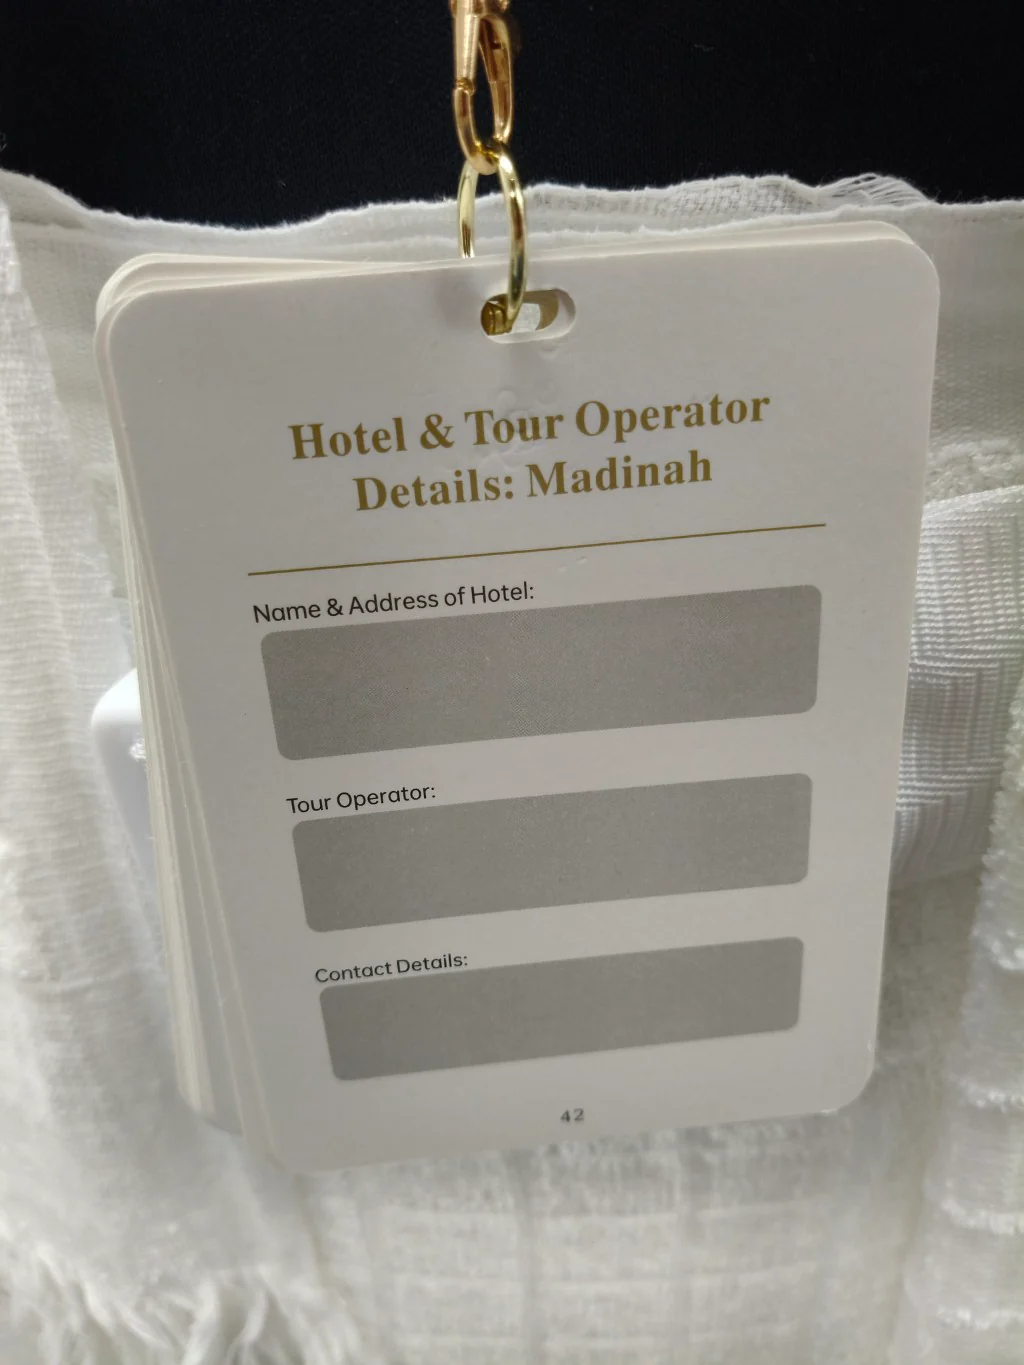 Hotel & Tour Operator
Details: Madinah
Name & Address of Hotel:
Tour Operator:
Contact Details:
42